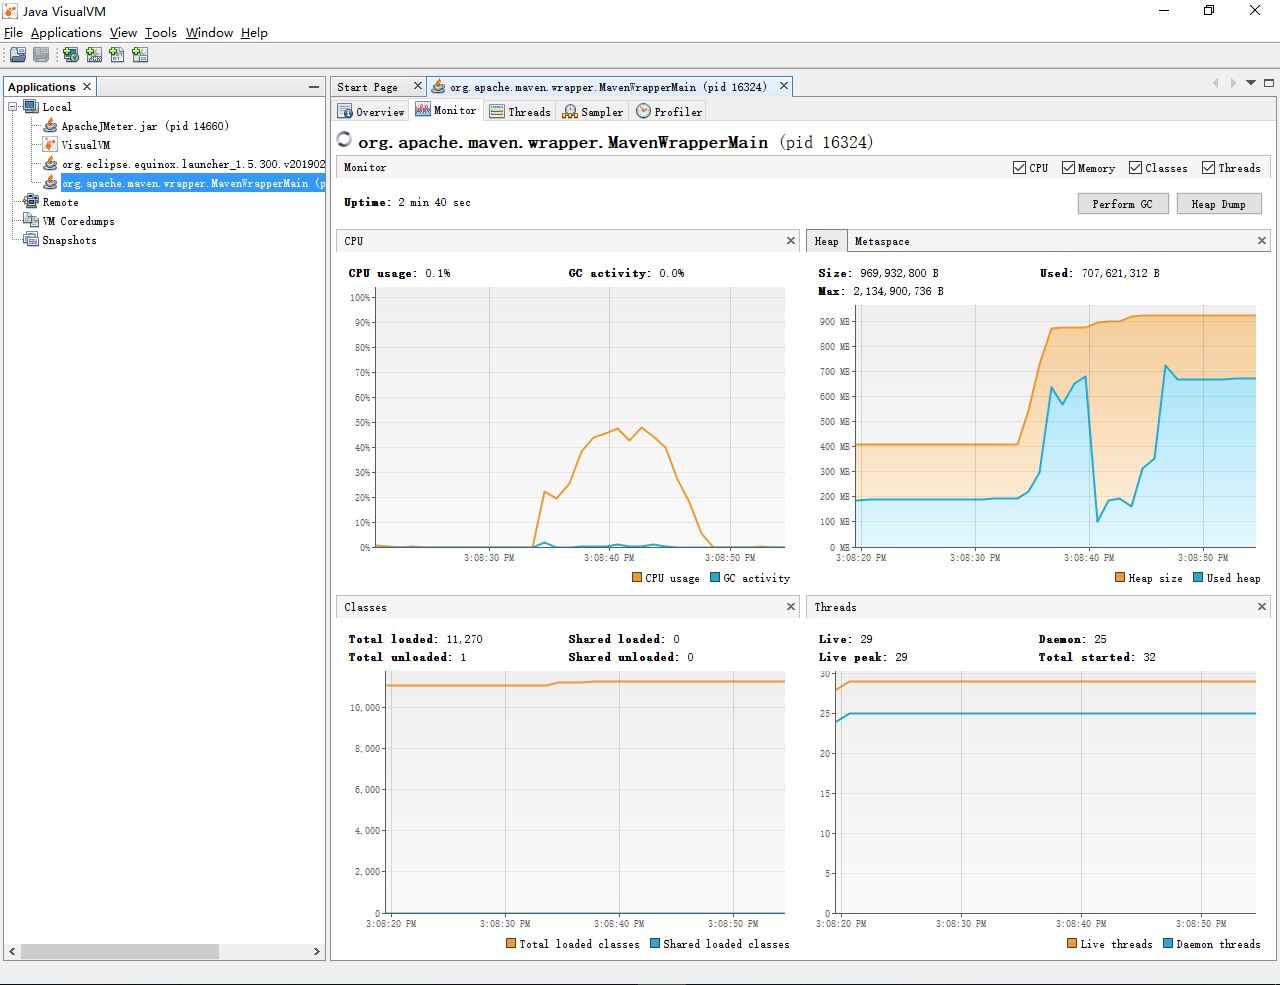 Java VisualVM
File Applications View Tools Window Help
Applications
Local
ApacheJMeter.jar (pid 14660)
VisualVM
org.eclipse.equinox.launcher_1.5.300.v201902
org.apache.maven.wrapper.MavenWrapperMain (p
Remote
VM Coredumps
Snapshots
Start Page
org.apache.maven.wrapper.MavenWrapperMain (pid 16324)
Overview Monitor Threads Sampler Profiler
org.apache.maven.wrapper.MavenWrapperMain (pid 16324)
Monitor
CPU Memory Classes Threads
Uptime: 2 min 40 sec
Perform GC Heap Dump
CPU
CPU usage: 0.1% GC activity: 0.0%
100%
90%
80%
70%
60%
50%
40%
30%
20%
10%
0%
3:08:30 PM 3:08:40 PM 3:08:50 PM
CPU usage GC activity
Heap Metaspace
Size: 969,932,800 B Used: 707,621,312 B
Max: 2,134,900,736 B
900 MB
800 MB
700 MB
600 MB
500 MB
400 MB
300 MB
200 MB
100 MB
0 MB
3:08:20 PM 3:08:30 PM 3:08:40 PM 3:08:50 PM
Heap size Used heap
Classes
Total loaded: 11,270 Shared loaded: 0
Total unloaded: 1 Shared unloaded: 0
10,000
8,000
6,000
4,000
2,000
0
3:08:20 PM 3:08:30 PM 3:08:40 PM 3:08:50 PM
Total loaded classes Shared loaded classes
Threads
Live: 29 Daemon: 25
Live peak: 29 Total started: 32
30
25
20
15
10
5
0
3:08:20 PM 3:08:30 PM 3:08:40 PM 3:08:50 PM
Live threads Daemon threads